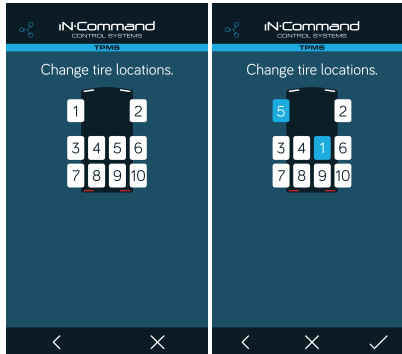 iN·Command
CONTROL SYSTEMS
TPMS
Change tire locations.
1 2
3 4 5 6
7 8 9 10
iN·Command
CONTROL SYSTEMS
TPMS
Change tire locations.
5 2
3 4 1 6
7 8 9 10